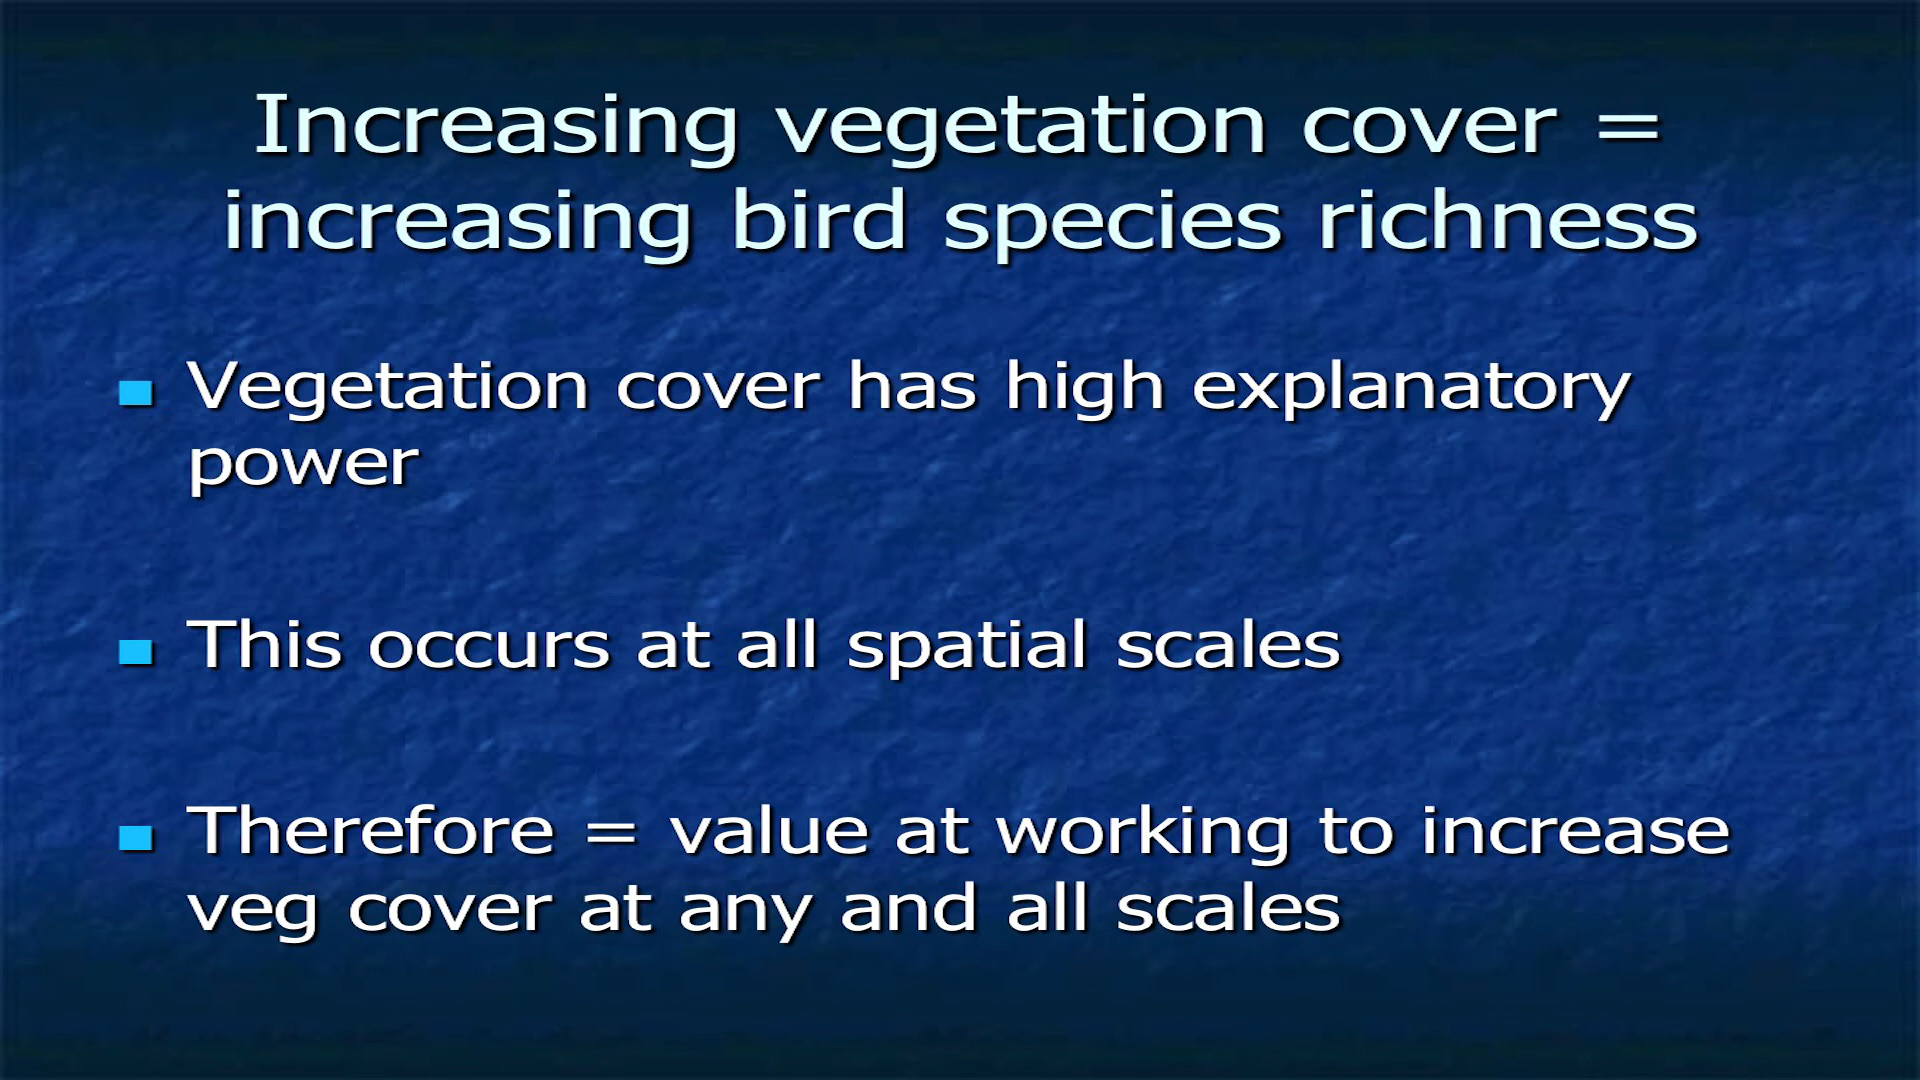 Increasing vegetation cover =
increasing bird species richness
Vegetation cover has high explanatory
power
This occurs at all spatial scales
Therefore = value at working to increase
veg cover at any and all scales